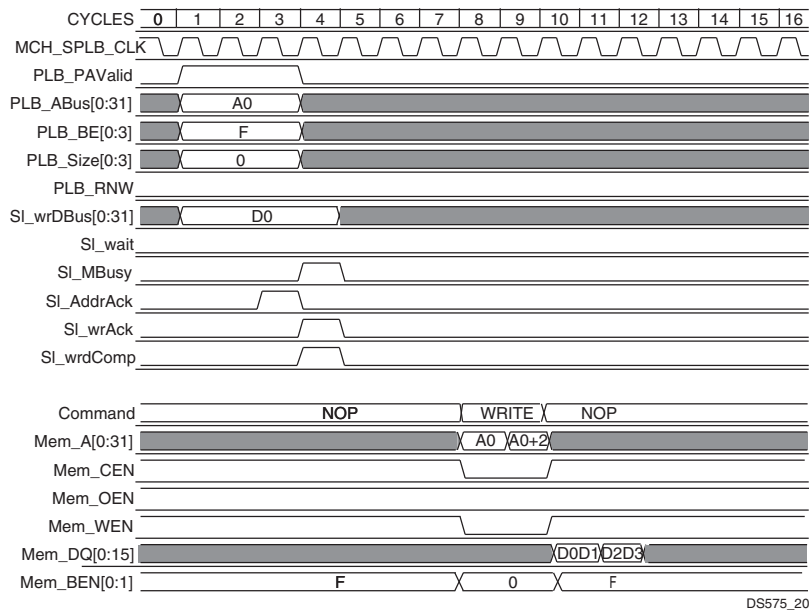 CYCLES 0 1 2 3 4 5 6 7 8 9 10 11 12 13 14 15 16
MCH_SPLB_CLK
PLB_PAValid
PLB_ABus[0:31] A0
PLB_BE[0:3] F
PLB_Size[0:3] 0
PLB_RNW
Sl_wrDBus[0:31] D0
Sl_wait
Sl_MBusy
Sl_AddrAck
Sl_wrAck
Sl_wrdComp
Command NOP WRITE NOP
Mem_A[0:31] A0 A0+2
Mem_CEN
Mem_OEN
Mem_WEN
Mem_DQ[0:15] D0D1 D2D3
Mem_BEN[0:1] F 0 F
DS575_20